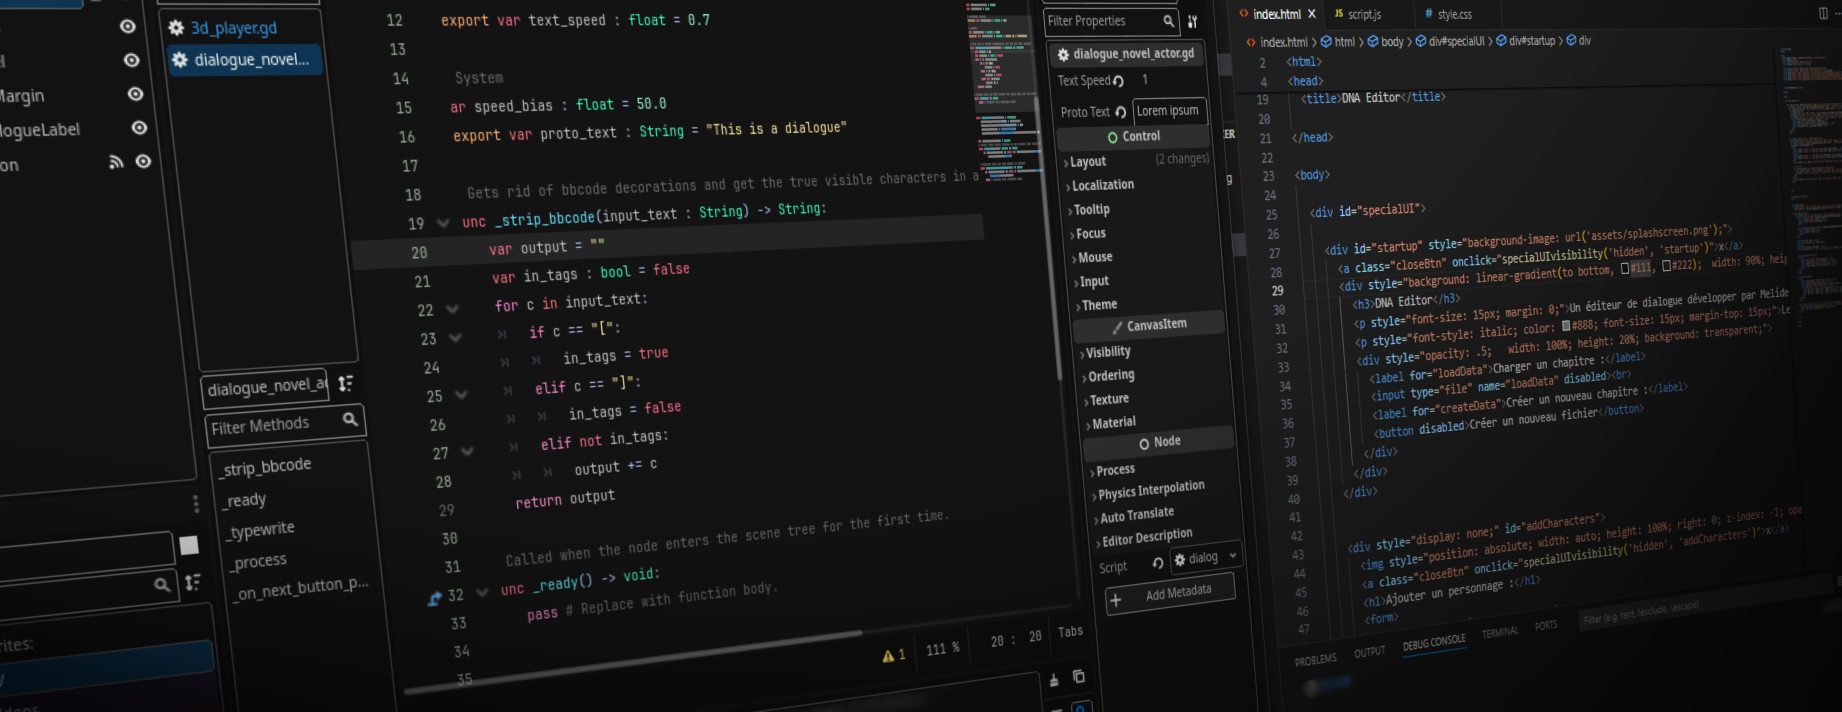 3d_player.gd
dialogue_novel...
argin
logueLabel
on
dialogue_novel_a
Filter Methods
_strip_bbcode
_ready
_typewrite
_process
_on_next_button_p...
rites:
12 export var text_speed : float = 0.7
13
14 System
15 ar speed_bias : float = 50.0
16 export var proto_text : String = "This is a dialogue"
17
18 Gets rid of bbcode decorations and get the true visible characters in a
19 unc _strip_bbcode(input_text : String) -> String:
20 var output = ""
21 var in_tags : bool = false
22 for c in input_text:
23 if c == "[":
24 in_tags = true
25 elif c == "]":
26 in_tags = false
27 elif not in_tags:
28 output += c
29 return output
30
31 Called when the node enters the scene tree for the first time.
32 unc _ready() -> void:
33 pass # Replace with function body.
34
35
1 111 % 20 : 20 Tabs
Filter Properties
dialogue_novel_actor.gd
Text Speed 1
Proto Text Lorem ipsum
Control
Layout (2 changes)
Localization
Tooltip
Focus
Mouse
Input
Theme
CanvasItem
Visibility
Ordering
Texture
Material
Node
Process
Physics Interpolation
Auto Translate
Editor Description
Script dialog
Add Metadata
ER
g
index.html X JS script.js # style.css
index.html > html > body > div#specialUI > div#startup > div
2 <html>
4 <head>
19 <title>DNA Editor</title>
20
21 </head>
22
23 <body>
24
25 <div id="specialUI">
26
27 <div id="startup" style="background-image: url('assets/splashscreen.png');">
28 <a class="closeBtn" onclick="specialUIvisibility('hidden', 'startup')">x</a>
29 <div style="background: linear-gradient(to bottom, #111, #222); width: 90%; heig
30 <h3>DNA Editor</h3>
31 <p style="font-size: 15px; margin: 0;">Un éditeur de dialogue développer par Melide
32 <p style="font-style: italic; color: #888; font-size: 15px; margin-top: 15px;">Le
33 <div style="opacity: .5; width: 100%; height: 20%; background: transparent;">
34 <label for="loadData">Charger un chapitre :</label>
35 <input type="file" name="loadData" disabled><br>
36 <label for="createData">Créer un nouveau chapitre :</label>
37 <button disabled>Créer un nouveau fichier</button>
38 </div>
39 </div>
40 </div>
41
42
43 <div style="display: none;" id="addCharacters">
44 <img style="position: absolute; width: auto; height: 100%; right: 0; z-index: -1; opa
45 <a class="closeBtn" onclick="specialUIvisibility('hidden', 'addCharacters')">x</a>
46 <h1>Ajouter un personnage :</h1>
47 <form>
PROBLEMS OUTPUT DEBUG CONSOLE TERMINAL PORTS Filter (e.g. text, !exclude, \escape)